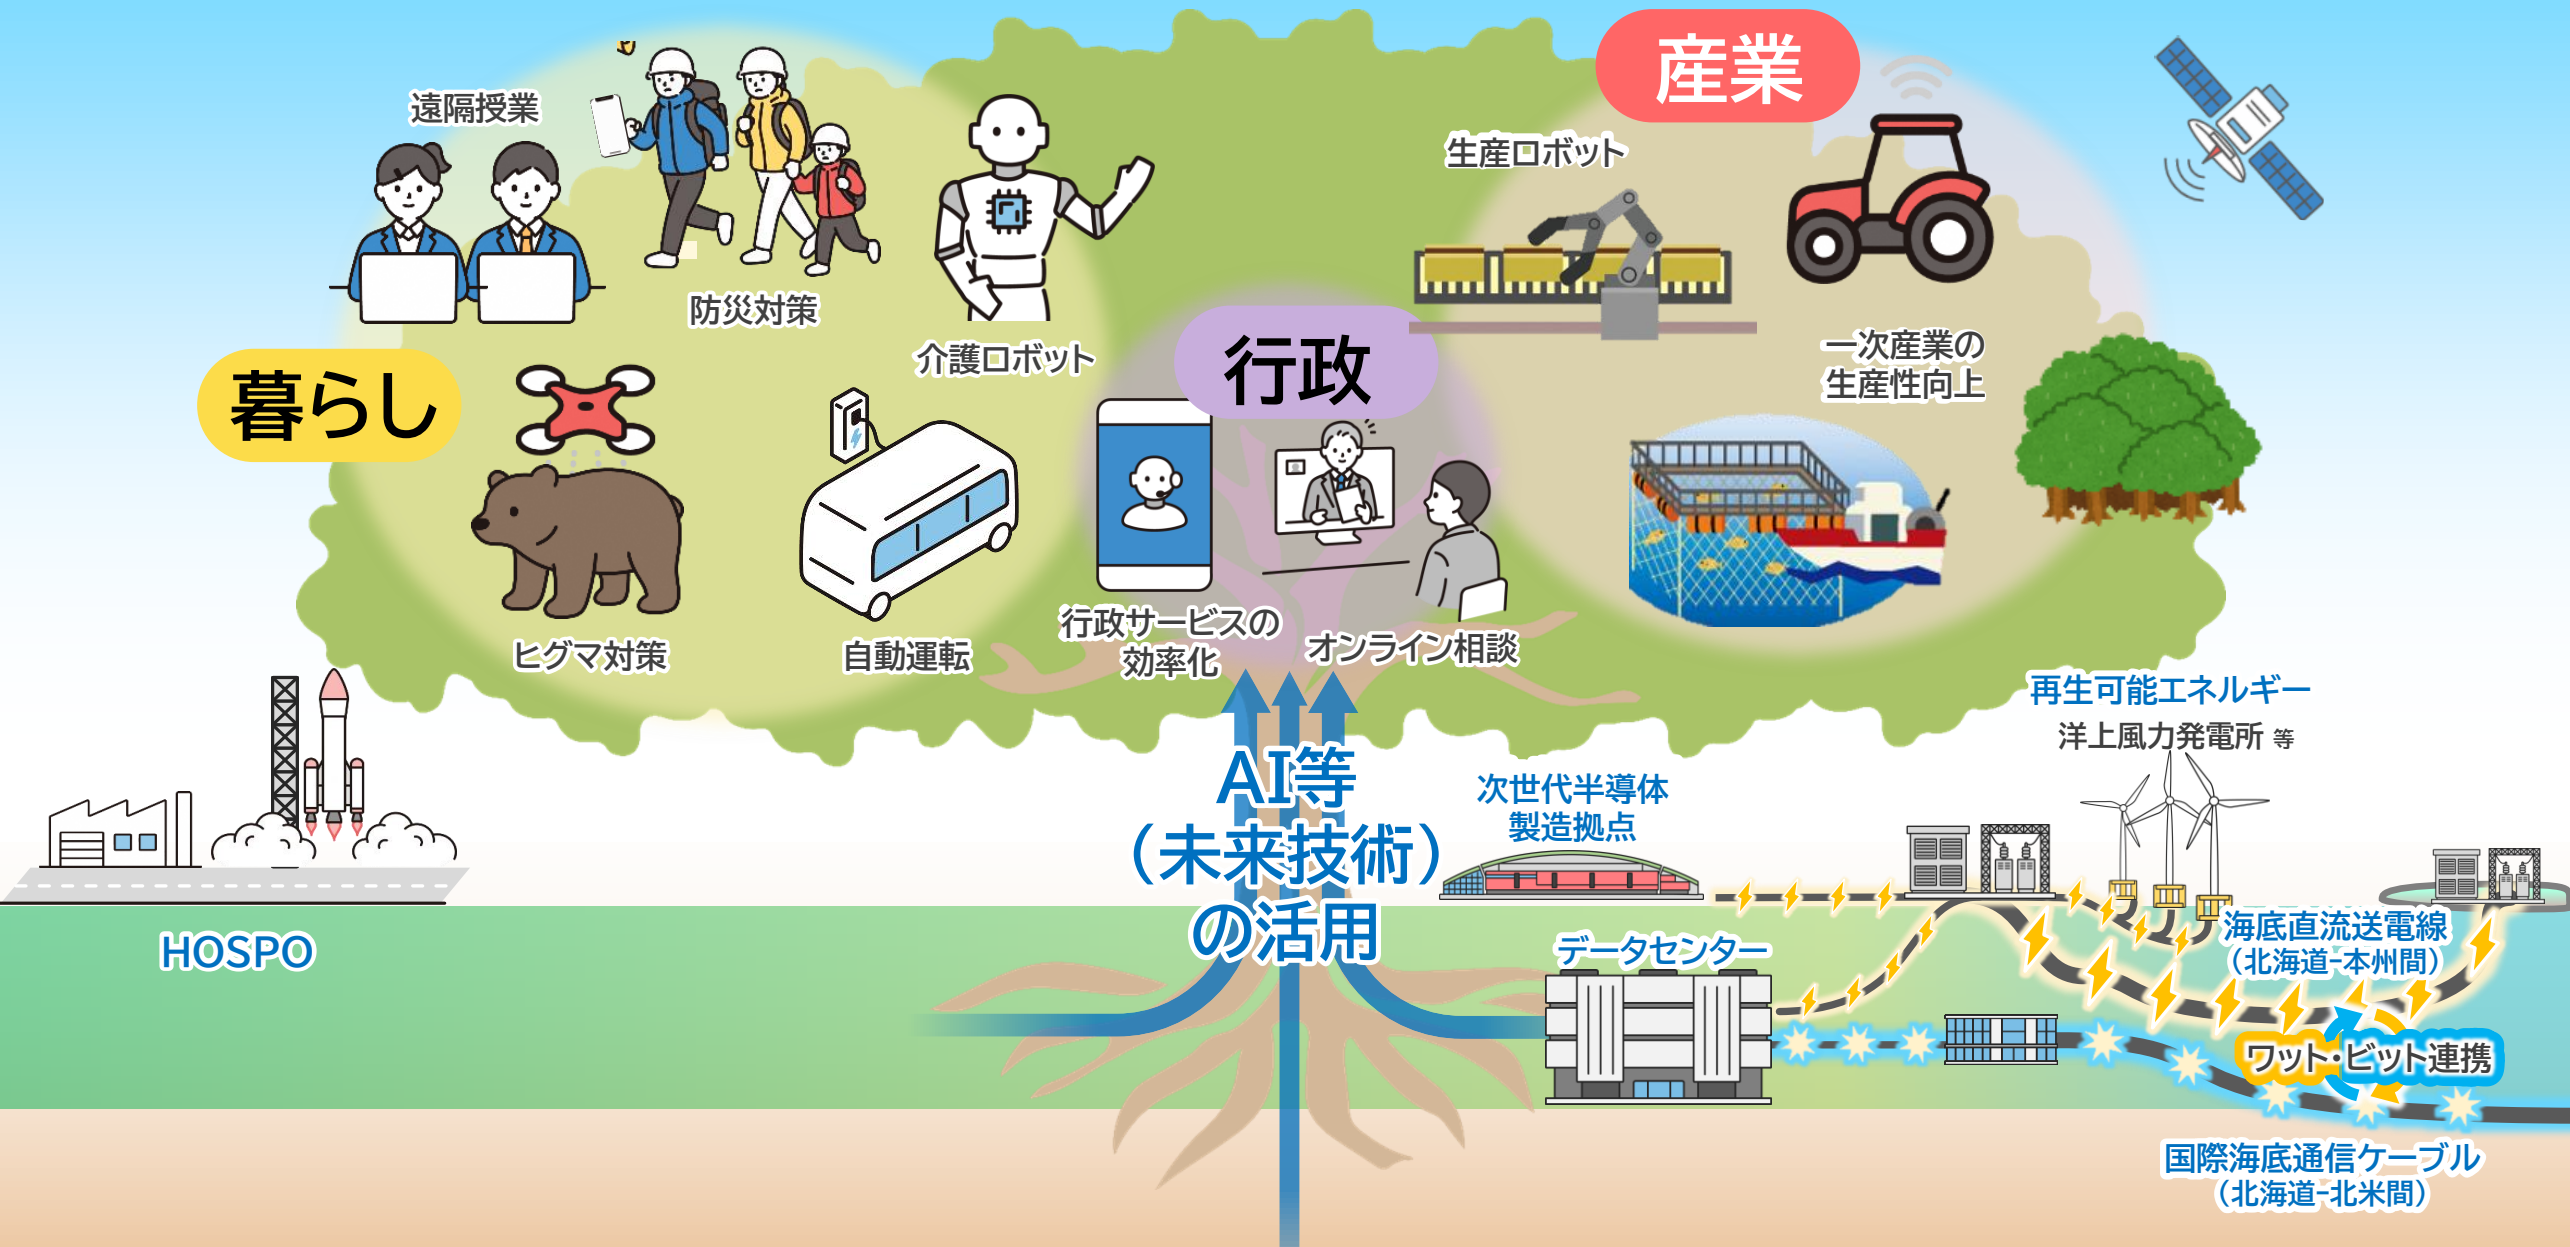 産業
遠隔授業
生産ロボット
防災対策
介護ロボット
一次産業の
生産性向上
行政
暮らし
行政サービスの
効率化
オンライン相談
ヒグマ対策
自動運転
再生可能エネルギー
洋上風力発電所 等
AI等
（未来技術）
の活用
次世代半導体
製造拠点
HOSPO
データセンター
海底直流送電線
（北海道-本州間）
ワット・ビット連携
国際海底通信ケーブル
（北海道-北米間）